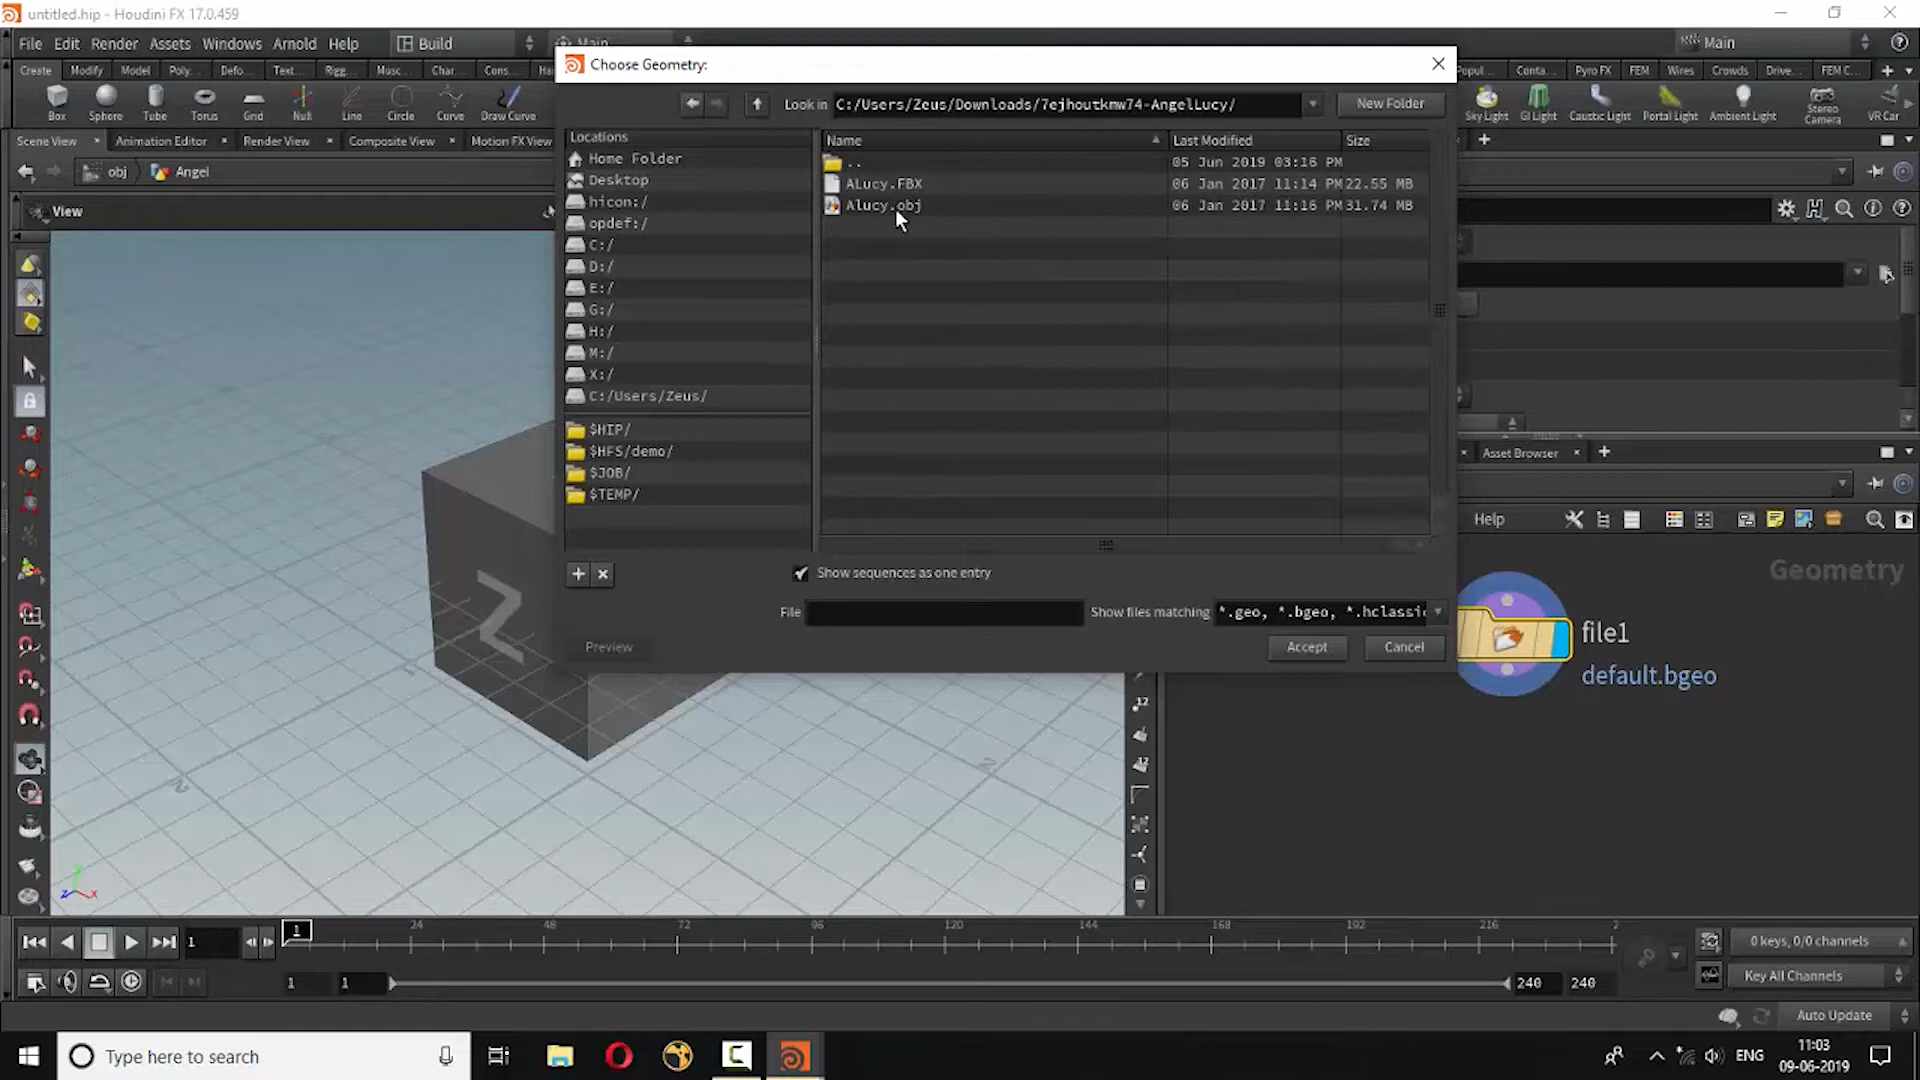 untitled.hip - Houdini FX 17.0.459
File Edit Render Assets Windows Arnold Help Build Main Main
Create Modify Model Poly... Defo... Text... Rigg... Musc... Char... Cons... Conta... Pyro FX FEM Wires Crowds Drive... FEM C...
Box Sphere Tube Torus Grid Null Line Circle Curve Draw Curve Sky Light GI Light Caustic Light Portal Light Ambient Light Stereo Camera VR Car
Scene View Animation Editor Render View Composite View Motion FX View
obj Angel
View
Choose Geometry:
Look in C:/Users/Zeus/Downloads/7ejhoutkmw74-AngelLucy/ New Folder
Locations
Home Folder
Desktop
hicon:/
opdef:/
C:/
D:/
E:/
G:/
H:/
M:/
X:/
C:/Users/Zeus/
$HIP/
$HFS/demo/
$JOB/
$TEMP/
Name Last Modified Size
.. 05 Jun 2019 03:16 PM
ALucy.FBX 06 Jan 2017 11:14 PM 22.55 MB
Alucy.obj 06 Jan 2017 11:16 PM 31.74 MB
Show sequences as one entry
File Show files matching *.geo, *.bgeo, *.hclassi
Preview Accept Cancel
Asset Browser
Help
Geometry
file1
default.bgeo
Z
12
12
1 1 24 48 72 96 120 144 168 192 216 2
0 keys, 0/0 channels
1 1 240 240
Key All Channels
Auto Update
Type here to search
ENG
11:03
09-06-2019